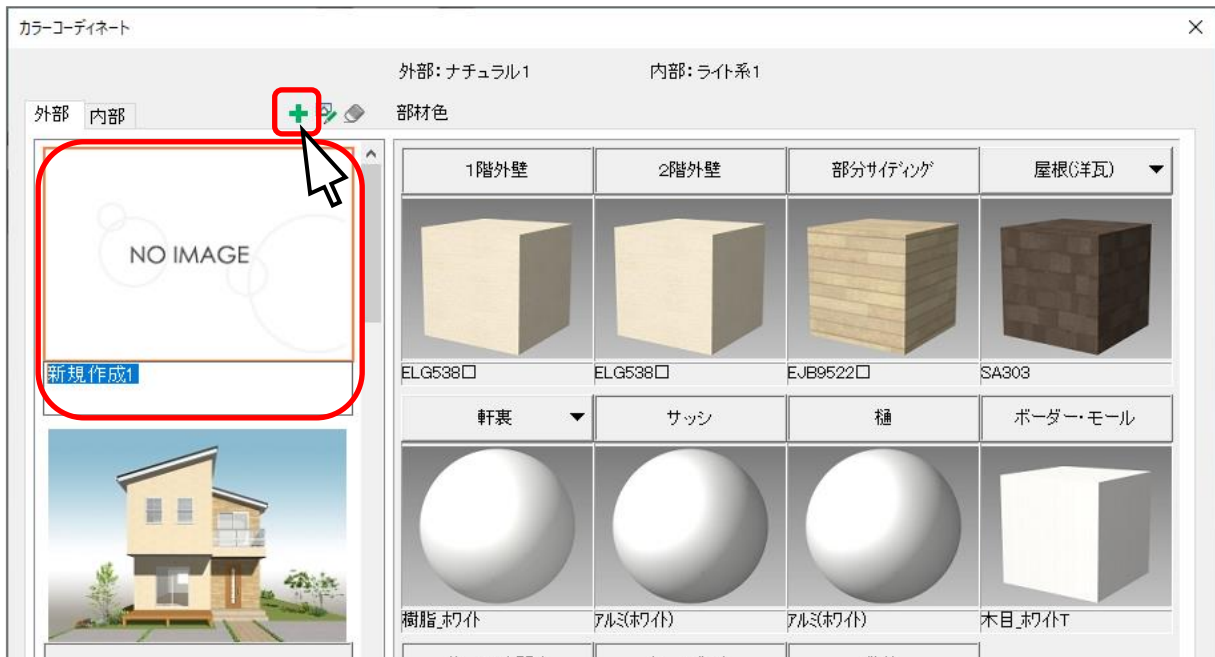 カラーコーディネート
外部:ナチュラル1 内部:ライト系1
外部 内部
部材色
NO IMAGE
新規作成1
1階外壁 2階外壁 部分サイディング 屋根(洋瓦)
ELG538□ ELG538□ EJB9522□ SA303
軒裏 サッシ 樋 ボーダー・モール
樹脂_ホワイト アルミ(ホワイト) アルミ(ホワイト) 木目_ホワイトT